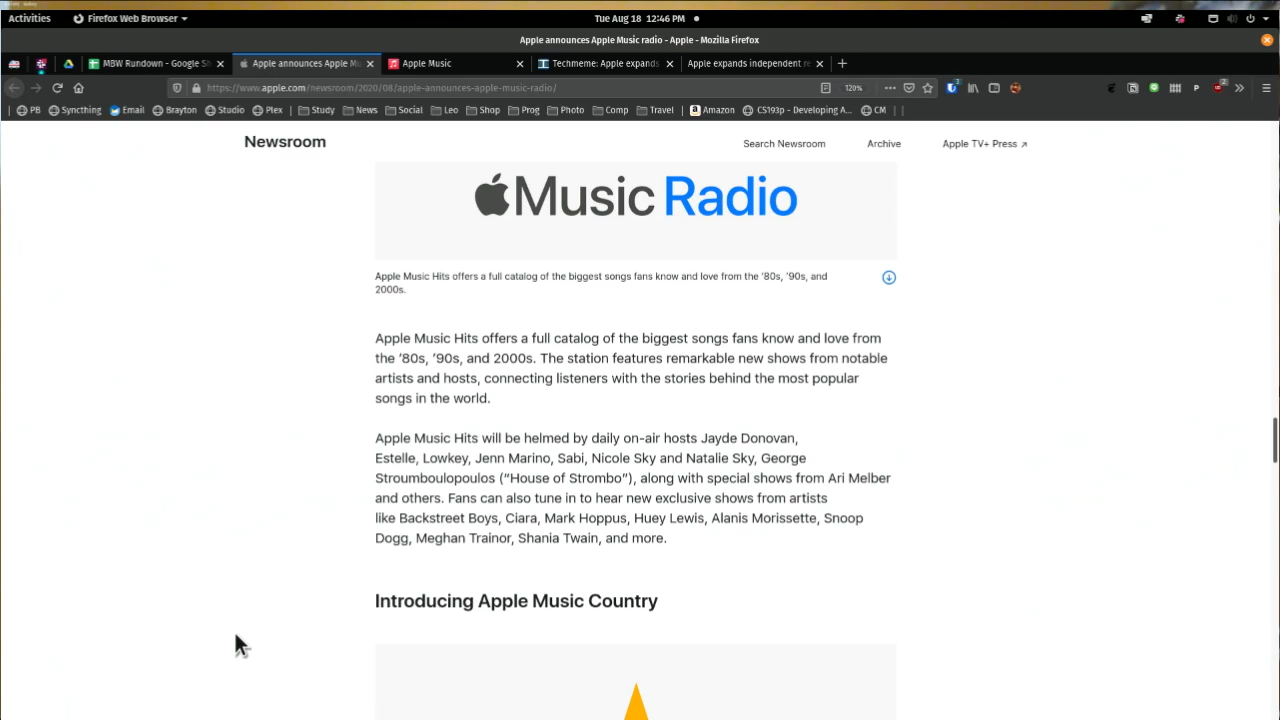 Activities Firefox Web Browser Tue Aug 18 12:46 PM
Apple announces Apple Music radio - Apple - Mozilla Firefox
MBW Rundown - Google Sh Apple announces Apple Mu Apple Music Techmeme: Apple expands Apple expands independent re
https://www.apple.com/newsroom/2020/08/apple-announces-apple-music-radio/ 120%
PB Syncthing Email Brayton Studio Plex Study News Social Leo Shop Prog Photo Comp Travel Amazon CS193p - Developing A... CM
Newsroom Search Newsroom Archive Apple TV+ Press ↗
Music Radio
Apple Music Hits offers a full catalog of the biggest songs fans know and love from the ’80s, ’90s, and
2000s.
Apple Music Hits offers a full catalog of the biggest songs fans know and love from
the ’80s, ’90s, and 2000s. The station features remarkable new shows from notable
artists and hosts, connecting listeners with the stories behind the most popular
songs in the world.
Apple Music Hits will be helmed by daily on-air hosts Jayde Donovan,
Estelle, Lowkey, Jenn Marino, Sabi, Nicole Sky and Natalie Sky, George
Stroumboulopoulos (“House of Strombo”), along with special shows from Ari Melber
and others. Fans can also tune in to hear new exclusive shows from artists
like Backstreet Boys, Ciara, Mark Hoppus, Huey Lewis, Alanis Morissette, Snoop
Dogg, Meghan Trainor, Shania Twain, and more.
Introducing Apple Music Country